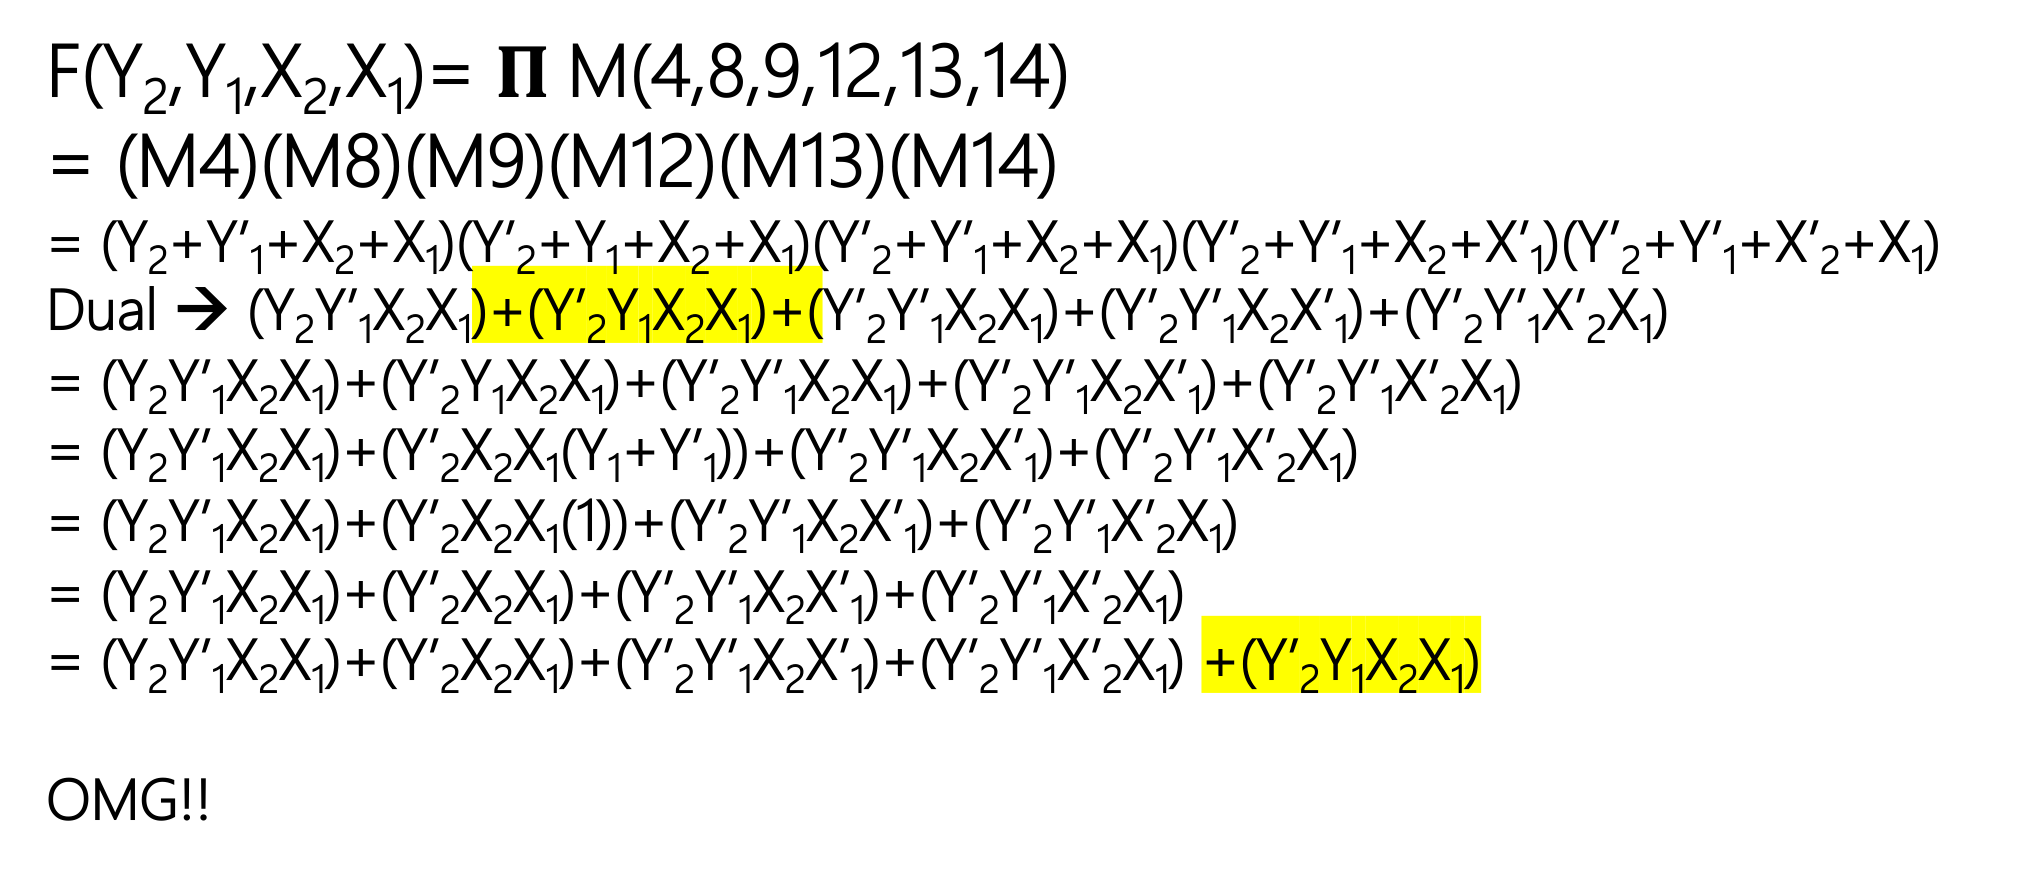 F(Y₂,Y₁,X₂,X₁)= Π M(4,8,9,12,13,14)
= (M4)(M8)(M9)(M12)(M13)(M14)
= (Y₂+Y′₁+X₂+X₁)(Y′₂+Y₁+X₂+X₁)(Y′₂+Y′₁+X₂+X₁)(Y′₂+Y′₁+X₂+X′₁)(Y′₂+Y′₁+X′₂+X₁)
Dual → (Y₂Y′₁X₂X₁)+(Y′₂Y₁X₂X₁)+(Y′₂Y′₁X₂X₁)+(Y′₂Y′₁X₂X′₁)+(Y′₂Y′₁X′₂X₁)
= (Y₂Y′₁X₂X₁)+(Y′₂Y₁X₂X₁)+(Y′₂Y′₁X₂X₁)+(Y′₂Y′₁X₂X′₁)+(Y′₂Y′₁X′₂X₁)
= (Y₂Y′₁X₂X₁)+(Y′₂X₂X₁(Y₁+Y′₁))+(Y′₂Y′₁X₂X′₁)+(Y′₂Y′₁X′₂X₁)
= (Y₂Y′₁X₂X₁)+(Y′₂X₂X₁(1))+(Y′₂Y′₁X₂X′₁)+(Y′₂Y′₁X′₂X₁)
= (Y₂Y′₁X₂X₁)+(Y′₂X₂X₁)+(Y′₂Y′₁X₂X′₁)+(Y′₂Y′₁X′₂X₁)
= (Y₂Y′₁X₂X₁)+(Y′₂X₂X₁)+(Y′₂Y′₁X₂X′₁)+(Y′₂Y′₁X′₂X₁) +(Y′₂Y₁X₂X₁)
OMG!!